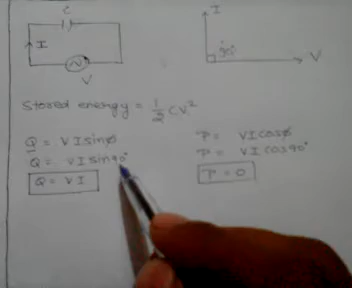 C
I
V
I
90°
V
Stored energy = 1/2 CV²
Q = VI sinφ
Q = VI sin90°
Q = VI
P = VI cosφ
P = VI cos90°
P = 0